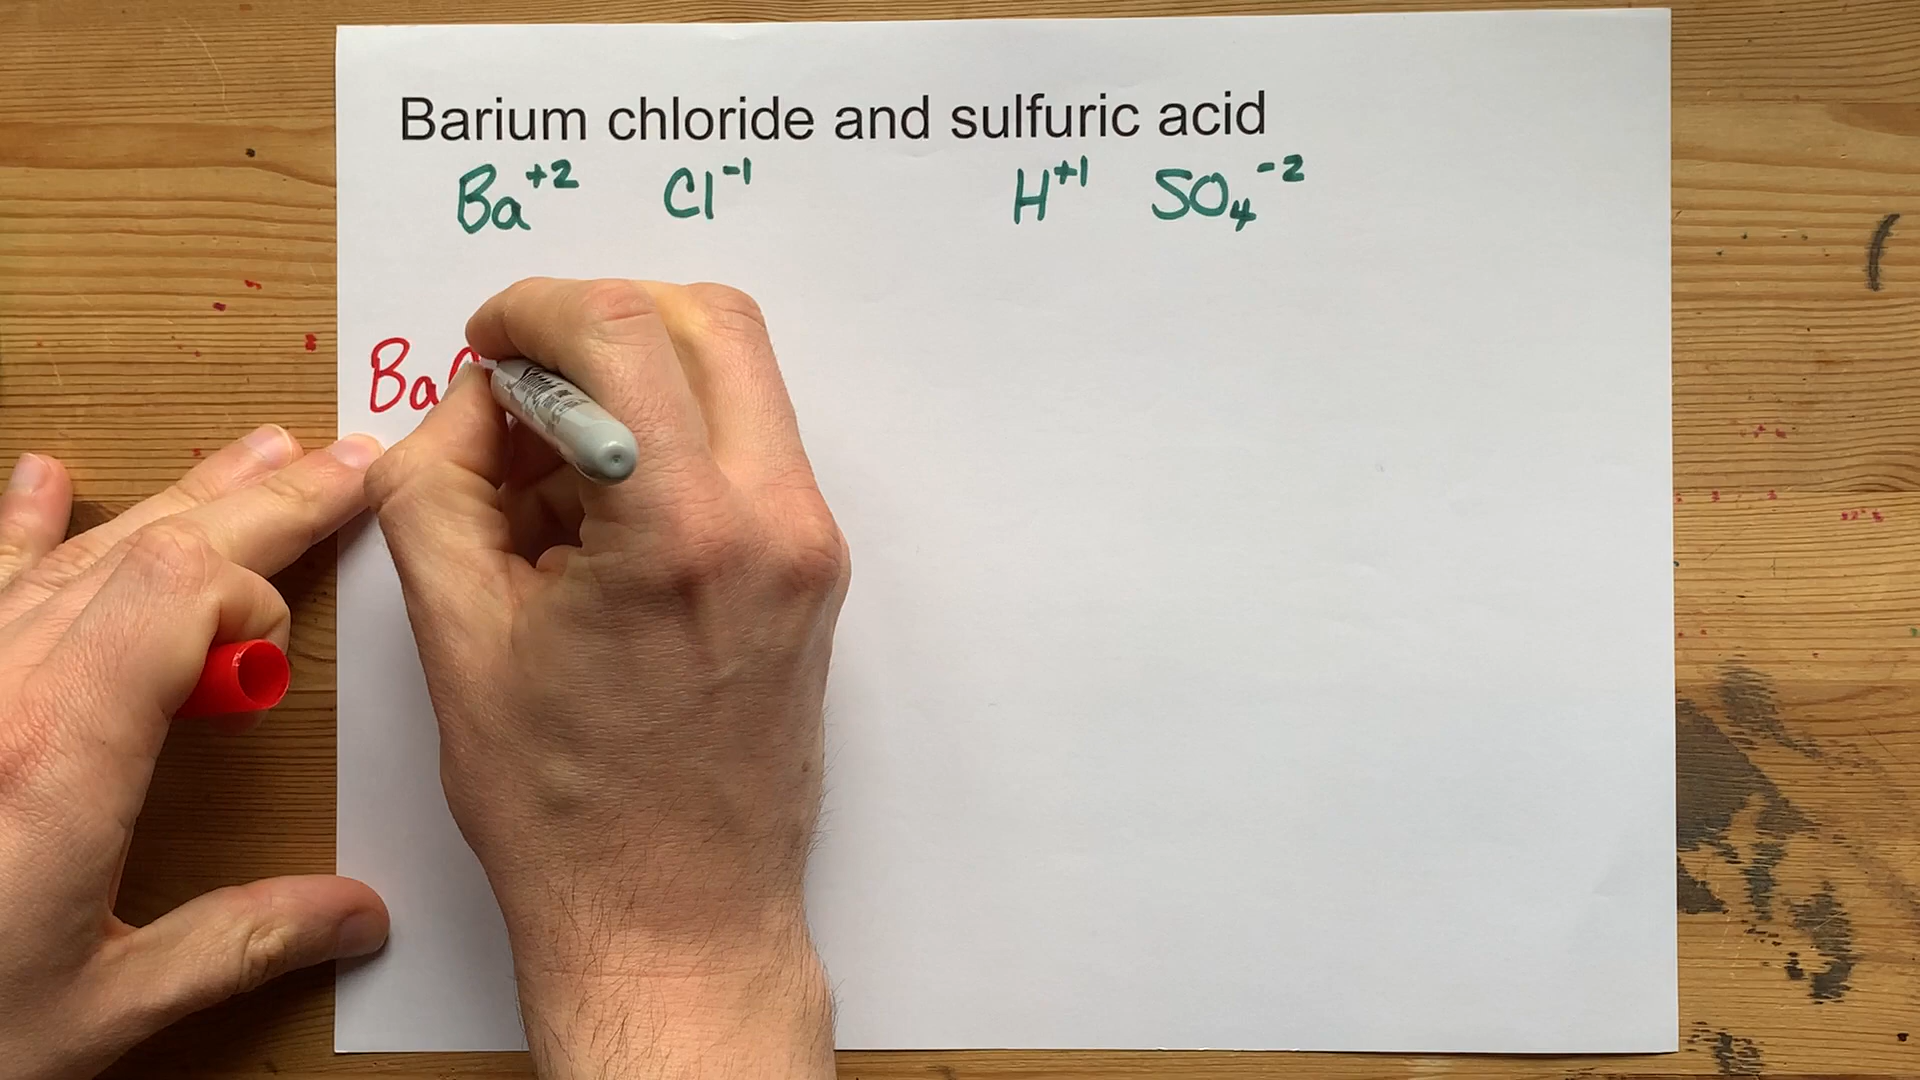 Barium chloride and sulfuric acid
Ba⁺² Cl⁻¹ H⁺¹ SO₄⁻²
Ba